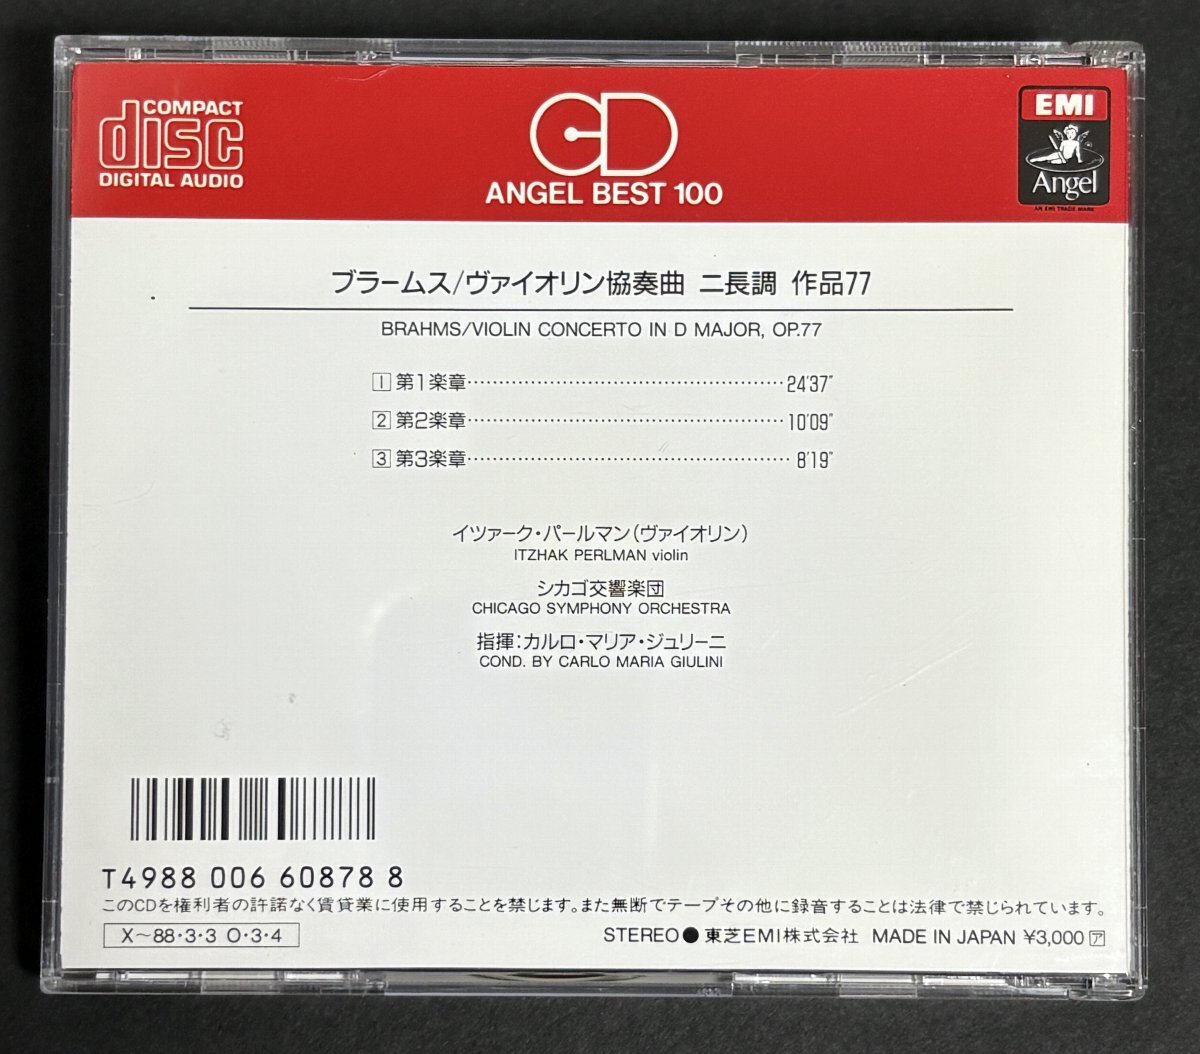 COMPACT
disc
DIGITAL AUDIO
CD
ANGEL BEST 100
EMI
Angel
AN EMI TRADE MARK
ブラームス/ヴァイオリン協奏曲 ニ長調 作品77
BRAHMS/VIOLIN CONCERTO IN D MAJOR, OP.77
1 第1楽章 24'37"
2 第2楽章 10'09"
3 第3楽章 8'19"
イツァーク・パールマン(ヴァイオリン)
ITZHAK PERLMAN violin
シカゴ交響楽団
CHICAGO SYMPHONY ORCHESTRA
指揮:カルロ・マリア・ジュリーニ
COND. BY CARLO MARIA GIULINI
T4988 006 60878 8
このCDを権利者の許諾なく賃貸業に使用することを禁じます。また無断でテープその他に録音することは法律で禁じられています。
X〜88・3・3 O・3・4
STEREO● 東芝EMI株式会社 MADE IN JAPAN ¥3,000 ア